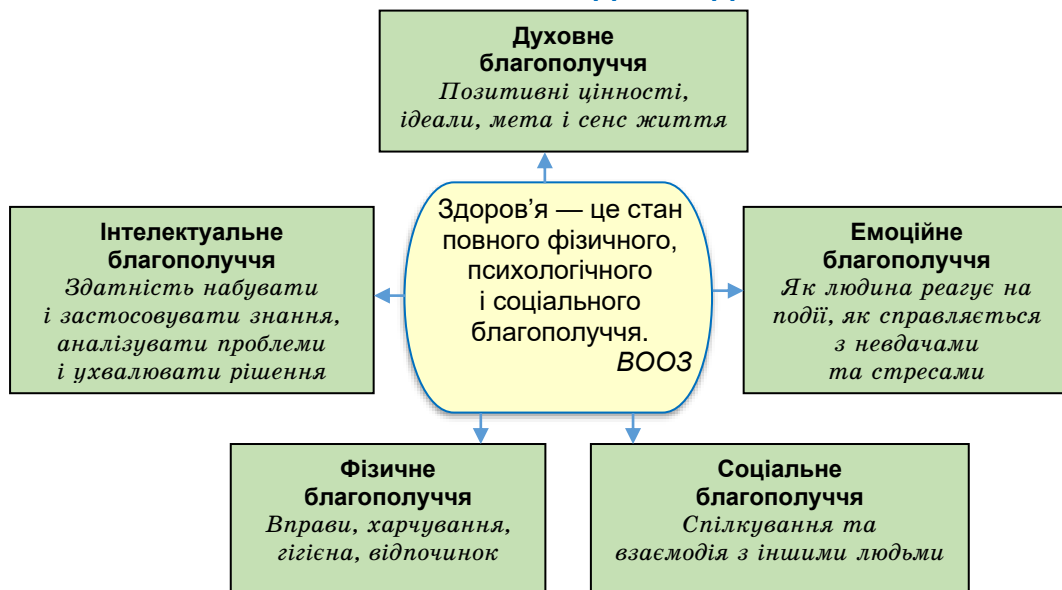 Духовне
благополуччя
Позитивні цінності,
ідеали, мета і сенс життя
Здоров’я — це стан
повного фізичного,
психологічного
і соціального
благополуччя.
ВООЗ
Інтелектуальне
благополуччя
Здатність набувати
і застосовувати знання,
аналізувати проблеми
і ухвалювати рішення
Емоційне
благополуччя
Як людина реагує на
події, як справляється
з невдачами
та стресами
Фізичне
благополуччя
Вправи, харчування,
гігієна, відпочинок
Соціальне
благополуччя
Спілкування та
взаємодія з іншими людьми